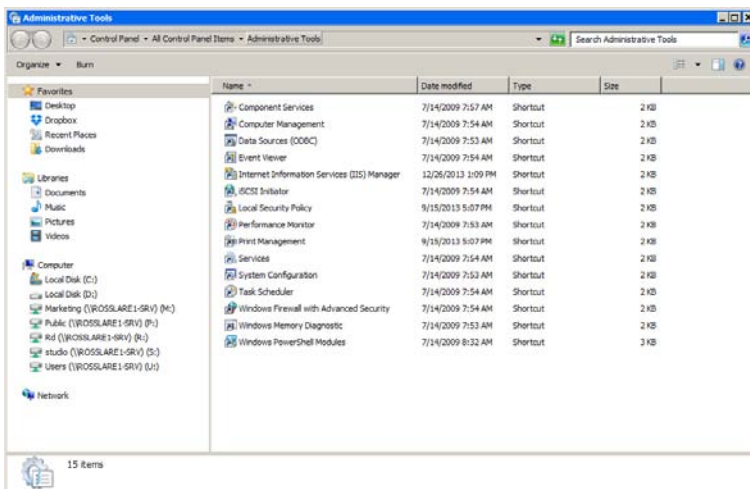 Administrative Tools
Control Panel • All Control Panel Items • Administrative Tools
Search Administrative Tools
Organize
Burn
Favorites
Desktop
Dropbox
Recent Places
Downloads
Libraries
Documents
Music
Pictures
Videos
Computer
Local Disk (C:)
Local Disk (D:)
Marketing (\\ROSSLARE1-SRV) (M:)
Public (\\ROSSLARE1-SRV) (P:)
Rd (\\ROSSLARE1-SRV) (R:)
studio (\\ROSSLARE1-SRV) (S:)
Users (\\ROSSLARE1-SRV) (U:)
Network
Name Date modified Type Size
Component Services 7/14/2009 7:57 AM Shortcut 2 KB
Computer Management 7/14/2009 7:54 AM Shortcut 2 KB
Data Sources (ODBC) 7/14/2009 7:53 AM Shortcut 2 KB
Event Viewer 7/14/2009 7:54 AM Shortcut 2 KB
Internet Information Services (IIS) Manager 12/26/2013 1:09 PM Shortcut 2 KB
iSCSI Initiator 7/14/2009 7:54 AM Shortcut 2 KB
Local Security Policy 9/15/2013 5:07 PM Shortcut 2 KB
Performance Monitor 7/14/2009 7:53 AM Shortcut 2 KB
Print Management 9/15/2013 5:07 PM Shortcut 2 KB
Services 7/14/2009 7:54 AM Shortcut 2 KB
System Configuration 7/14/2009 7:53 AM Shortcut 2 KB
Task Scheduler 7/14/2009 7:54 AM Shortcut 2 KB
Windows Firewall with Advanced Security 7/14/2009 7:54 AM Shortcut 2 KB
Windows Memory Diagnostic 7/14/2009 7:53 AM Shortcut 2 KB
Windows PowerShell Modules 7/14/2009 8:32 AM Shortcut 3 KB
15 items